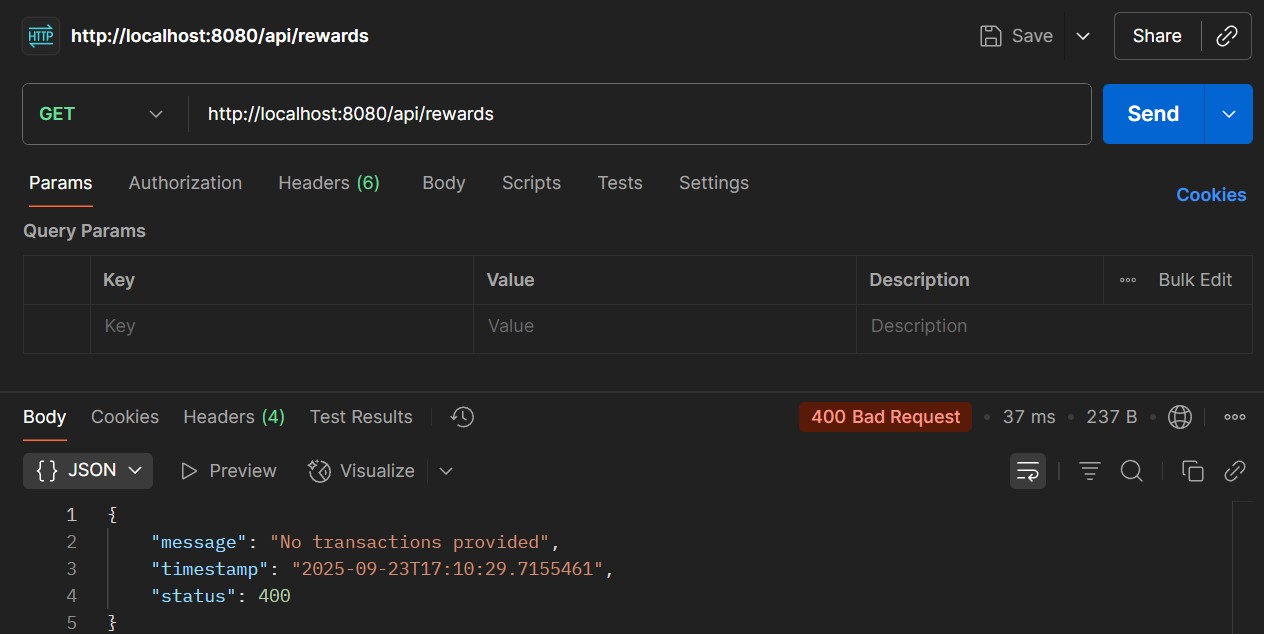 HTTP http://localhost:8080/api/rewards Save Share
GET http://localhost:8080/api/rewards Send
Params Authorization Headers (6) Body Scripts Tests Settings Cookies
Query Params
Key Value Description Bulk Edit
Key Value Description
Body Cookies Headers (4) Test Results 400 Bad Request • 37 ms • 237 B •
{} JSON Preview Visualize
1 {
2 "message": "No transactions provided",
3 "timestamp": "2025-09-23T17:10:29.7155461",
4 "status": 400
5 }